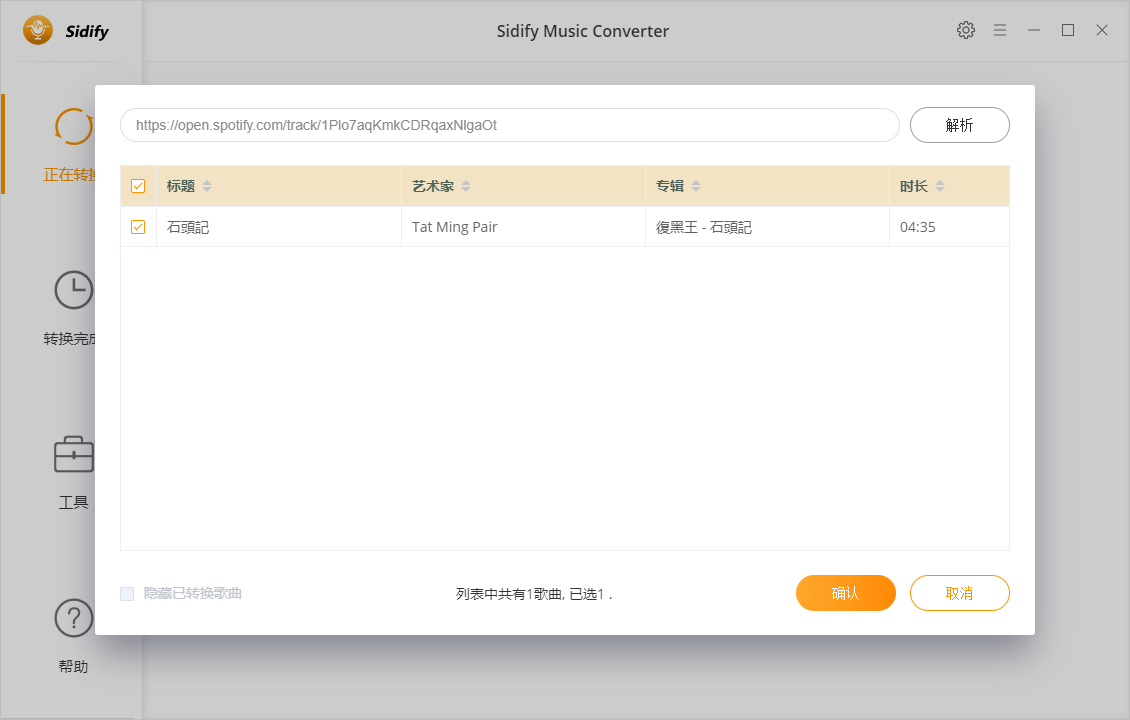 Sidify
Sidify Music Converter
https://open.spotify.com/track/1Plo7aqKmkCDRqaxNlgaOt
解析
标题 艺术家 专辑 时长
石頭記 Tat Ming Pair 復黑王 - 石頭記 04:35
正在转换
转换完成
工具
帮助
隐藏已转换歌曲
列表中共有1歌曲, 已选1 .
确认
取消